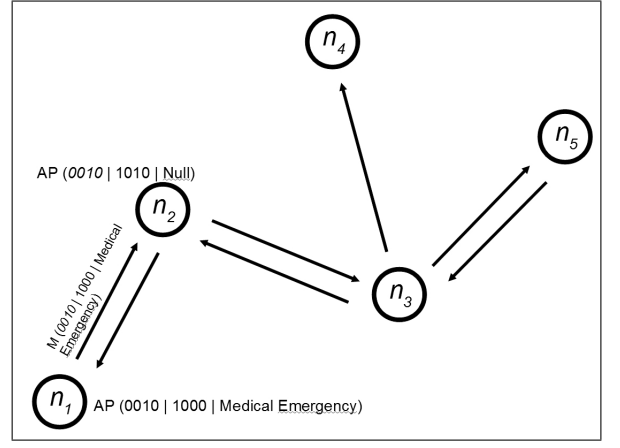 n4
n5
AP (0010 | 1010 | Null)
n2
M (0010 | 1000 | Medical
Emergency)
n3
n1
AP (0010 | 1000 | Medical Emergency)